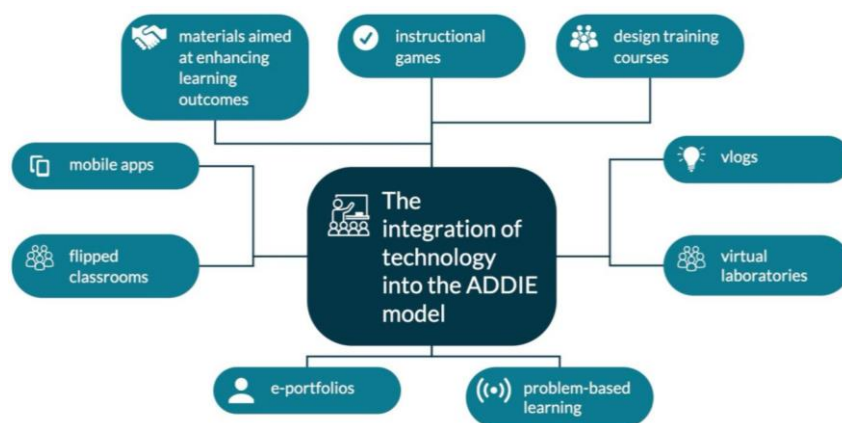 materials aimed
at enhancing
learning
outcomes
instructional
games
design training
courses
mobile apps
vlogs
The
integration of
technology
into the ADDIE
model
flipped
classrooms
virtual
laboratories
e-portfolios
problem-based
learning